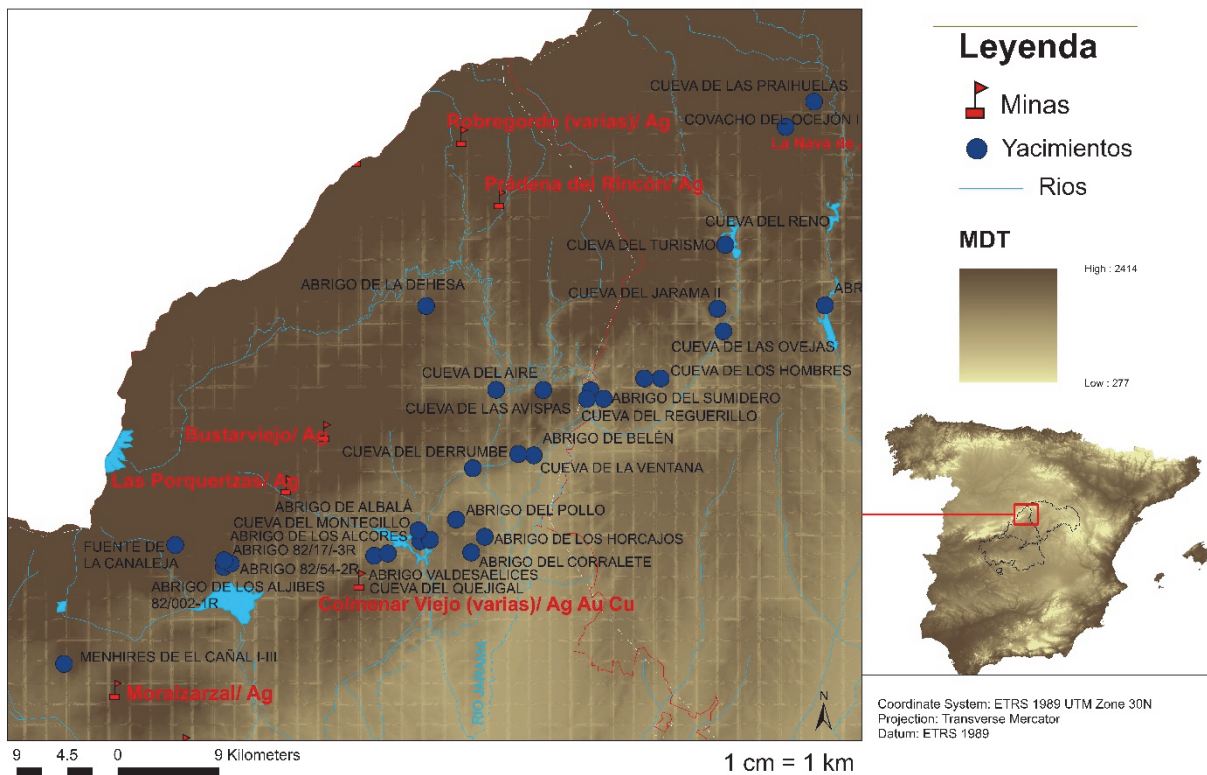 CUEVA DE LAS PRAIHUELAS
COVACHO DEL OCEJÓN I
Robregordo (varias)/ Ag
La Nava de
Prádena del Rincón/ Ag
CUEVA DEL RENO
CUEVA DEL TURISMO
ABRIGO DE LA DEHESA
CUEVA DEL JARAMA II
ABR
CUEVA DE LAS OVEJAS
CUEVA DEL AIRE
CUEVA DE LOS HOMBRES
CUEVA DE LAS AVISPAS
ABRIGO DEL SUMIDERO
CUEVA DEL REGUERILLO
Bustarviejo/ Ag
ABRIGO DE BELÉN
CUEVA DEL DERRUMBE
CUEVA DE LA VENTANA
Las Porquerizas/ Ag
ABRIGO DE ALBALÁ
CUEVA DEL MONTECILLO
ABRIGO DEL POLLO
ABRIGO DE LOS ALCORES
ABRIGO DE LOS HORCAJOS
FUENTE DE
LA CANALEJA
ABRIGO 82/17/-3R
ABRIGO 82/54-2R
ABRIGO DEL CORRALETE
ABRIGO DE LOS ALJIBES
82/002-1R
ABRIGO VALDESAELICES
CUEVA DEL QUEJIGAL
Colmenar Viejo (varias)/ Ag Au Cu
MENHIRES DE EL CAÑAL I-III
Moralzarzal/ Ag
RIO JARAMA
N
9 4.5 0 9 Kilometers
1 cm = 1 km
Leyenda
Minas
Yacimientos
Rios
MDT
High : 2414
Low : 277
Coordinate System: ETRS 1989 UTM Zone 30N
Projection: Transverse Mercator
Datum: ETRS 1989